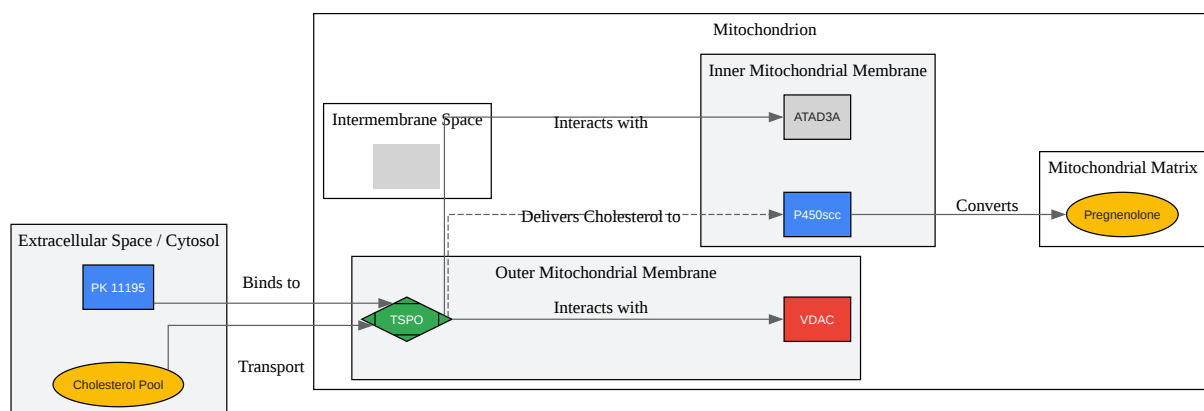 Mitochondrion
Inner Mitochondrial Membrane
ATAD3A
Intermembrane Space
Interacts with
Mitochondrial Matrix
P450scc
Delivers Cholesterol to
Converts
Pregnenolone
Extracellular Space / Cytosol
PK 11195
Binds to
Outer Mitochondrial Membrane
TSPO
Interacts with
VDAC
Transport
Cholesterol Pool